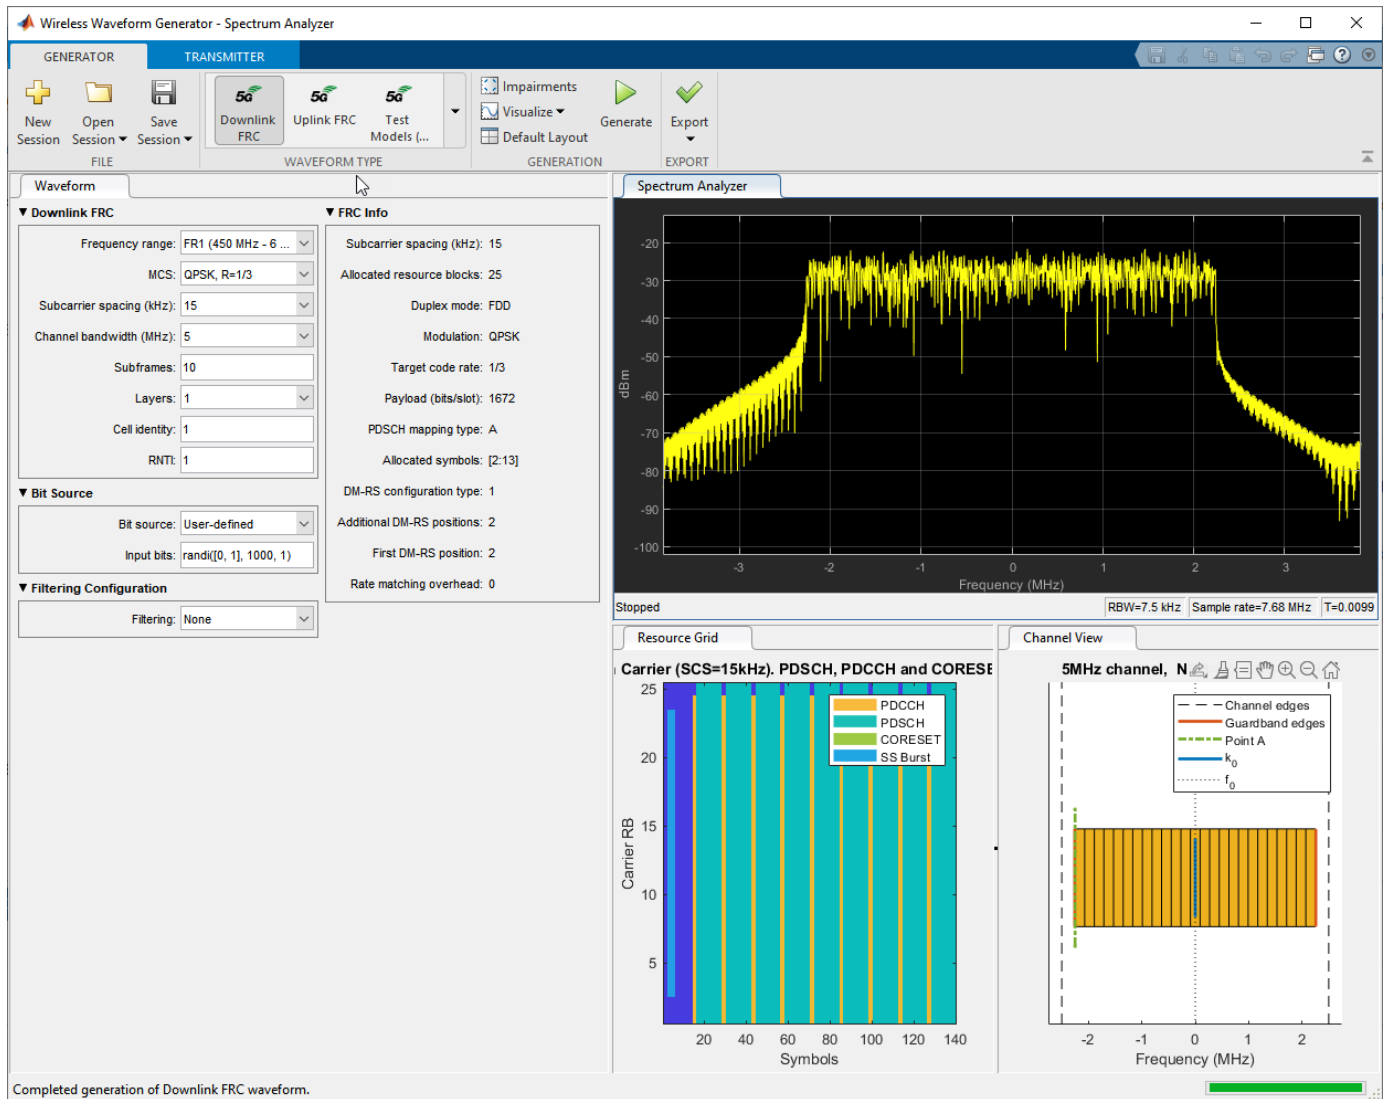 Wireless Waveform Generator - Spectrum Analyzer
GENERATOR
TRANSMITTER
New Session
Open Session
Save Session
FILE
5G Downlink FRC
5G Uplink FRC
5G Test Models (...
WAVEFORM TYPE
Impairments
Visualize
Default Layout
Generate
GENERATION
Export
EXPORT
Waveform
Downlink FRC
Frequency range: FR1 (450 MHz - 6 ...
MCS: QPSK, R=1/3
Subcarrier spacing (kHz): 15
Channel bandwidth (MHz): 5
Subframes: 10
Layers: 1
Cell identity: 1
RNTI: 1
Bit Source
Bit source: User-defined
Input bits: randi([0, 1], 1000, 1)
Filtering Configuration
Filtering: None
FRC Info
Subcarrier spacing (kHz): 15
Allocated resource blocks: 25
Duplex mode: FDD
Modulation: QPSK
Target code rate: 1/3
Payload (bits/slot): 1672
PDSCH mapping type: A
Allocated symbols: [2:13]
DM-RS configuration type: 1
Additional DM-RS positions: 2
First DM-RS position: 2
Rate matching overhead: 0
Spectrum Analyzer
-20
-30
-40
-50
-60
-70
-80
-90
-100
dBm
-3 -2 -1 0 1 2 3
Frequency (MHz)
Stopped
RBW=7.5 kHz
Sample rate=7.68 MHz
T=0.0099
Resource Grid
Carrier (SCS=15kHz). PDSCH, PDCCH and CORESE
25
20
15
10
5
Carrier RB
PDCCH
PDSCH
CORESET
SS Burst
20 40 60 80 100 120 140
Symbols
Channel View
5MHz channel, N
Channel edges
Guardband edges
Point A
k0
f0
-2 -1 0 1 2
Frequency (MHz)
Completed generation of Downlink FRC waveform.